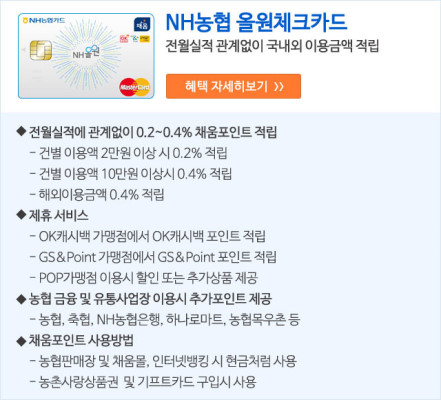 NH농협카드
채움
NH올원
MasterCard
NH농협 올원체크카드
전월실적 관계없이 국내외 이용금액 적립
혜택 자세히보기 >>
◆ 전월실적에 관계없이 0.2~0.4% 채움포인트 적립
- 건별 이용액 2만원 이상 시 0.2% 적립
- 건별 이용액 10만원 이상시 0.4% 적립
- 해외이용금액 0.4% 적립
◆ 제휴 서비스
- OK캐시백 가맹점에서 OK캐시백 포인트 적립
- GS&Point 가맹점에서 GS&Point 포인트 적립
- POP가맹점 이용시 할인 또는 추가상품 제공
◆ 농협 금융 및 유통사업장 이용시 추가포인트 제공
- 농협, 축협, NH농협은행, 하나로마트, 농협목우촌 등
◆ 채움포인트 사용방법
- 농협판매장 및 채움몰, 인터넷뱅킹 시 현금처럼 사용
- 농촌사랑상품권 및 기프트카드 구입시 사용